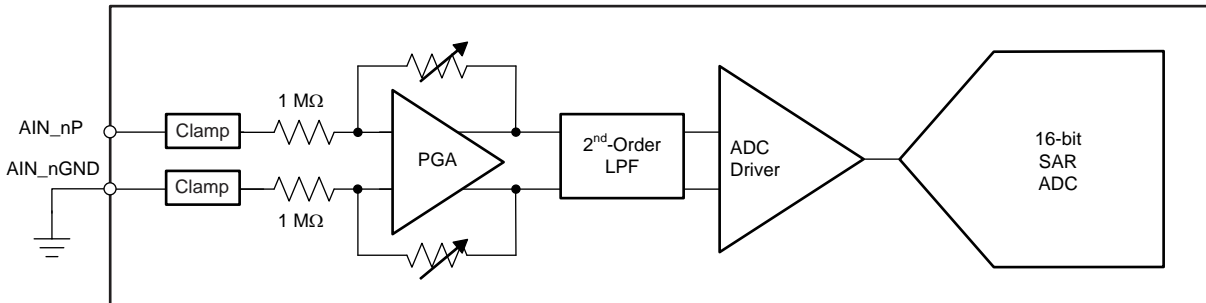 AIN_nP
AIN_nGND
Clamp
Clamp
1 MΩ
1 MΩ
PGA
2nd-Order
LPF
ADC
Driver
16-bit
SAR
ADC